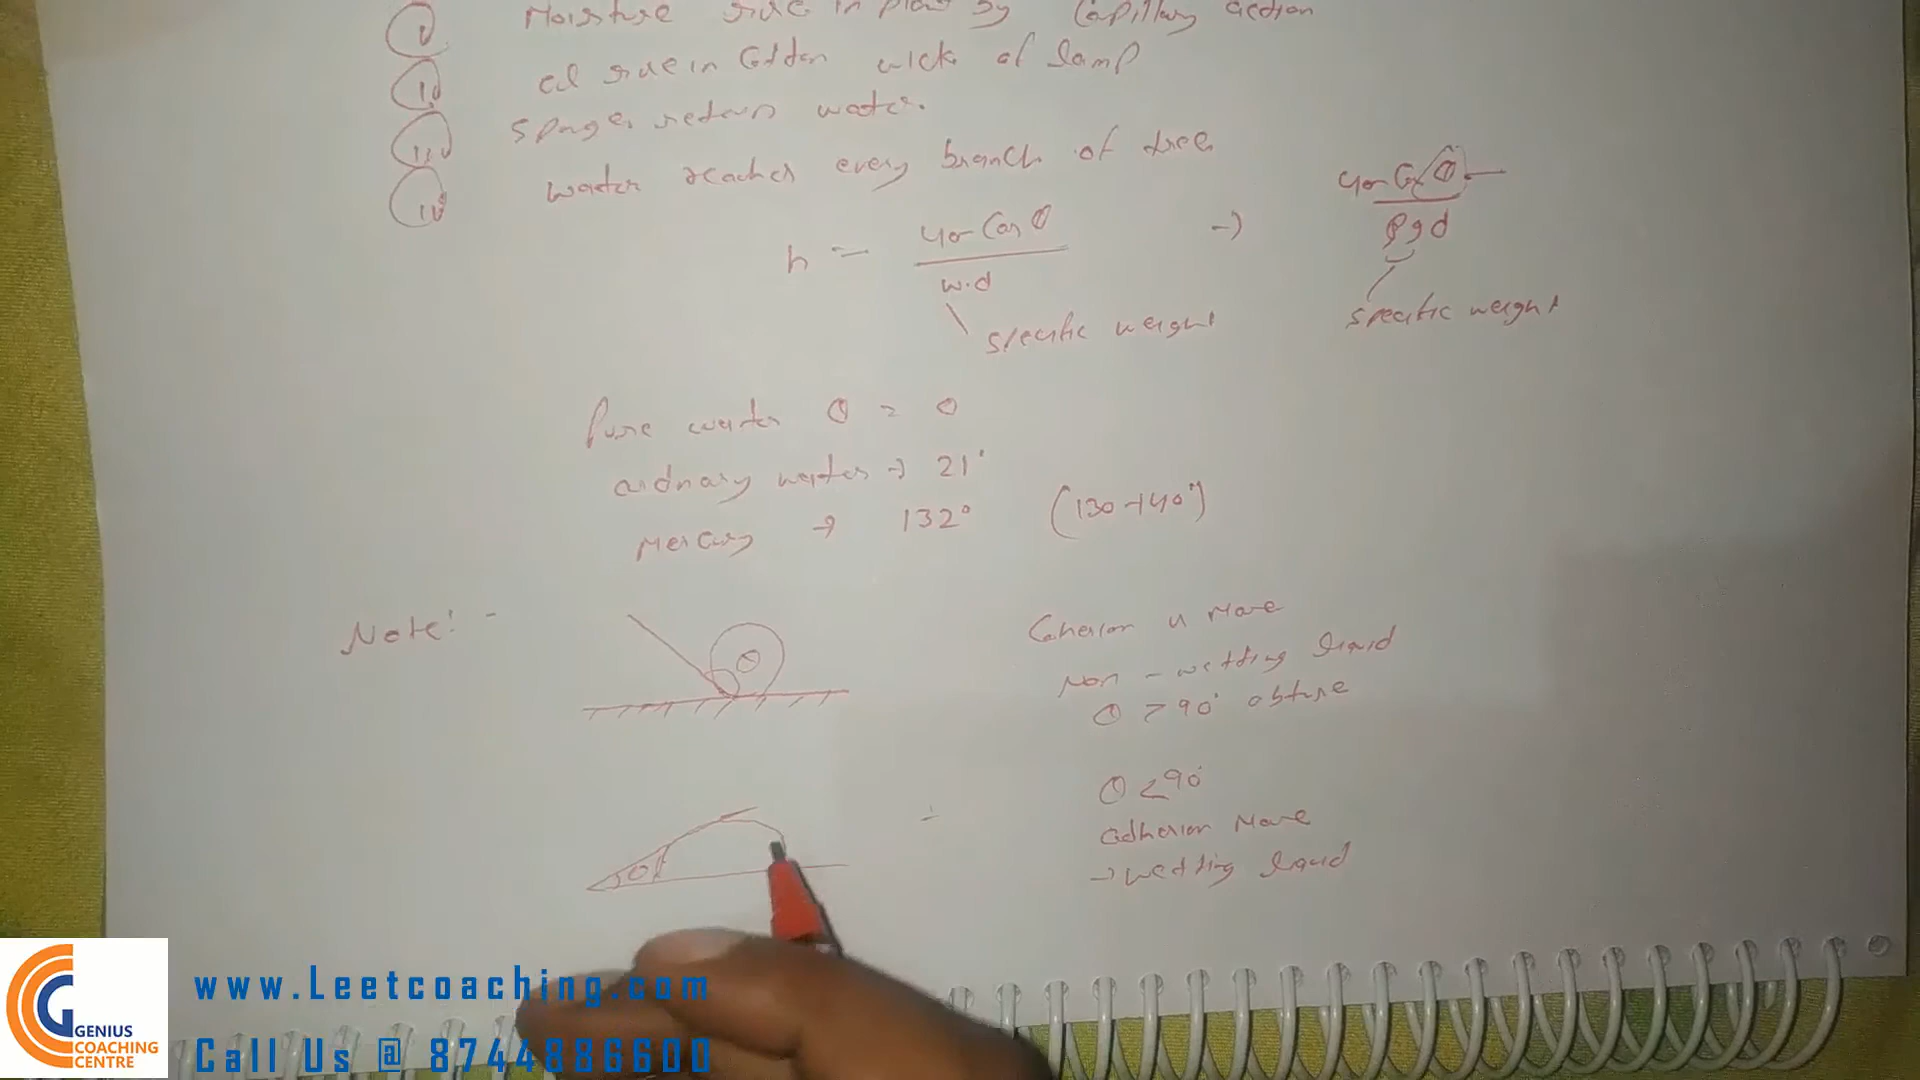 i Moisture rise in plant by Capillary action
ii oil rise in Cotton wick of lamp
iii sponge retains water.
iv water reaches every branch of tree
h = 4σ Cos θ / w.d → 4σ Cos θ / ρgd
specific weight specific weight
Pure water θ = 0
ordinary water → 21°
Mercury → 132° (130-140°)
Note:-
θ
Cohesion is More
Non-wetting liquid
θ > 90° obtuse
θ
θ < 90°
adhesion More
→ wetting liquid
G
GENIUS
COACHING
CENTRE
www.Leetcoaching.com
Call Us @ 8744886600